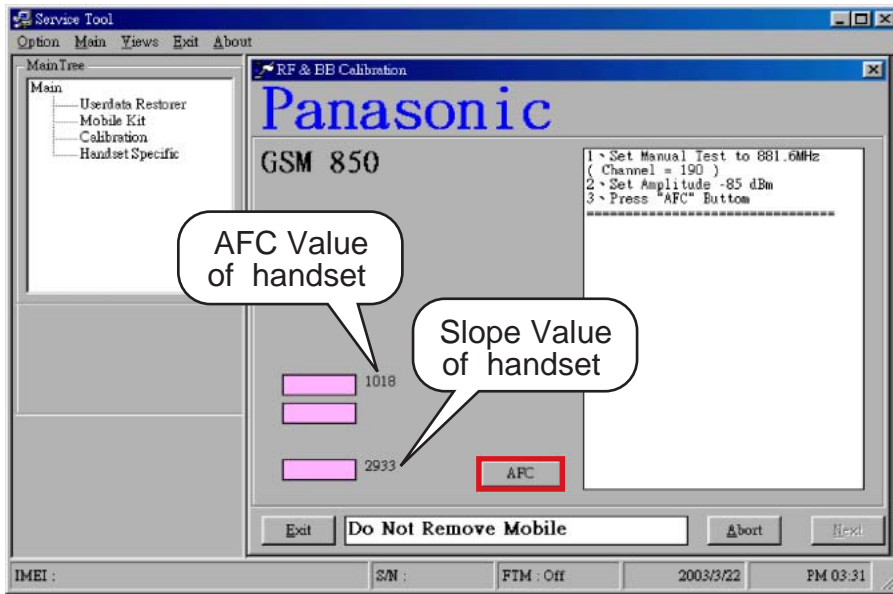 Service Tool
Option Main Views Exit About
MainTree
Main
Userdata Restorer
Mobile Kit
Calibration
Handset Specific
RF & BB Calibration
Panasonic
GSM 850
1、Set Manual Test to 881.6MHz
( Channel = 190 )
2、Set Amplitude -85 dBm
3、Press "AFC" Buttom
================================
AFC Value
of handset
Slope Value
of handset
1018
2933
AFC
Exit
Do Not Remove Mobile
Abort
Next
IMEI :
S/N :
FTM : Off
2003/3/22
PM 03:31